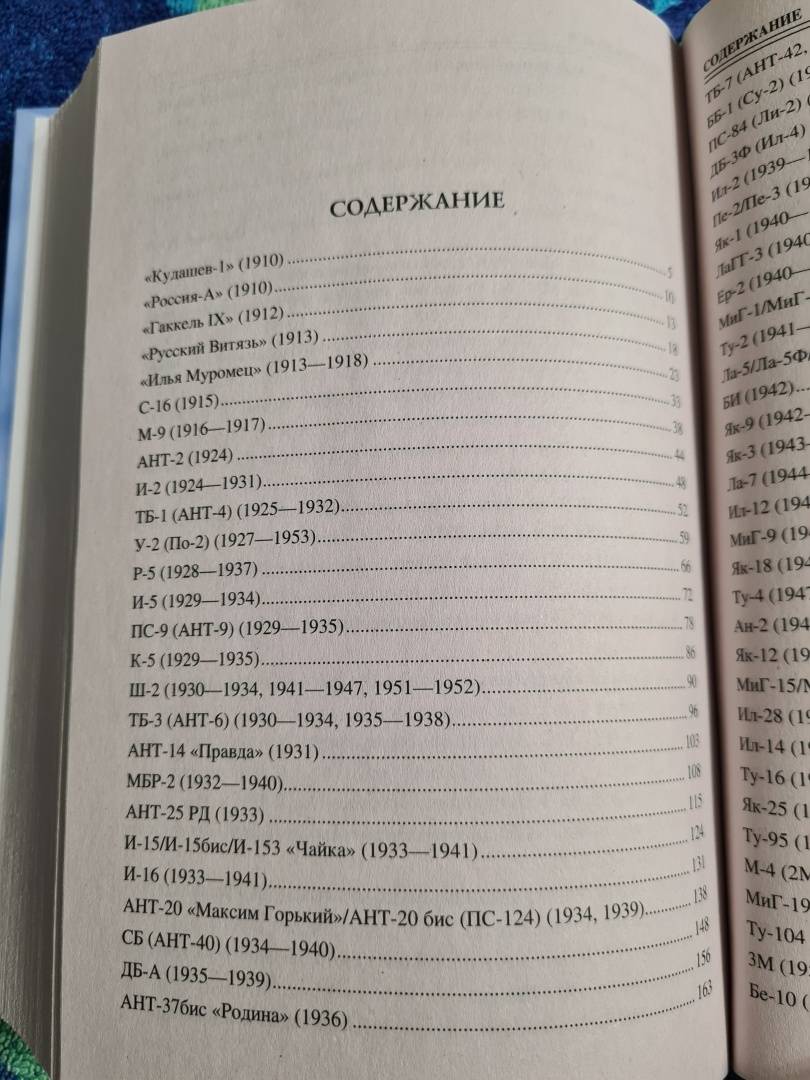 СОДЕРЖАНИЕ
«Кудашев-1» (1910) 5
«Россия-А» (1910) 10
«Гаккель IX» (1912) 13
«Русский Витязь» (1913) 18
«Илья Муромец» (1913—1918) 23
С-16 (1915) 33
М-9 (1916—1917) 38
АНТ-2 (1924) 44
И-2 (1924—1931) 48
ТБ-1 (АНТ-4) (1925—1932) 52
У-2 (По-2) (1927—1953) 59
Р-5 (1928—1937) 66
И-5 (1929—1934) 72
ПС-9 (АНТ-9) (1929—1935) 78
К-5 (1929—1935) 86
Ш-2 (1930—1934, 1941—1947, 1951—1952) 90
ТБ-3 (АНТ-6) (1930—1934, 1935—1938) 96
АНТ-14 «Правда» (1931) 103
МБР-2 (1932—1940) 108
АНТ-25 РД (1933) 115
И-15/И-15бис/И-153 «Чайка» (1933—1941) 124
И-16 (1933—1941) 131
АНТ-20 «Максим Горький»/АНТ-20 бис (ПС-124) (1934, 1939) 138
СБ (АНТ-40) (1934—1940) 148
ДБ-А (1935—1939) 156
АНТ-37бис «Родина» (1936) 163
СОДЕРЖАНИЕ
ТБ-7 (АНТ-42,
ББ-1 (Су-2) (19
ПС-84 (Ли-2) (
ДБ-3Ф (Ил-4)
Ил-2 (1939—1
Пе-2/Пе-3 (19
Як-1 (1940—
ЛаГГ-3 (1940
Ер-2 (1940—
МиГ-1/МиГ-
Ту-2 (1941—
Ла-5/Ла-5Ф/
БИ (1942)
Як-9 (1942-
Як-3 (1943-
Ла-7 (1944-
Ил-12 (194
МиГ-9 (194
Як-18 (194
Ту-4 (1947
Ан-2 (194
Як-12 (194
МиГ-15/М
Ил-28 (19
Ил-14 (19
Ту-16 (19
Як-25 (1
Ту-95 (1
М-4 (2М
МиГ-19
Ту-104
3М (195
Бе-10 (